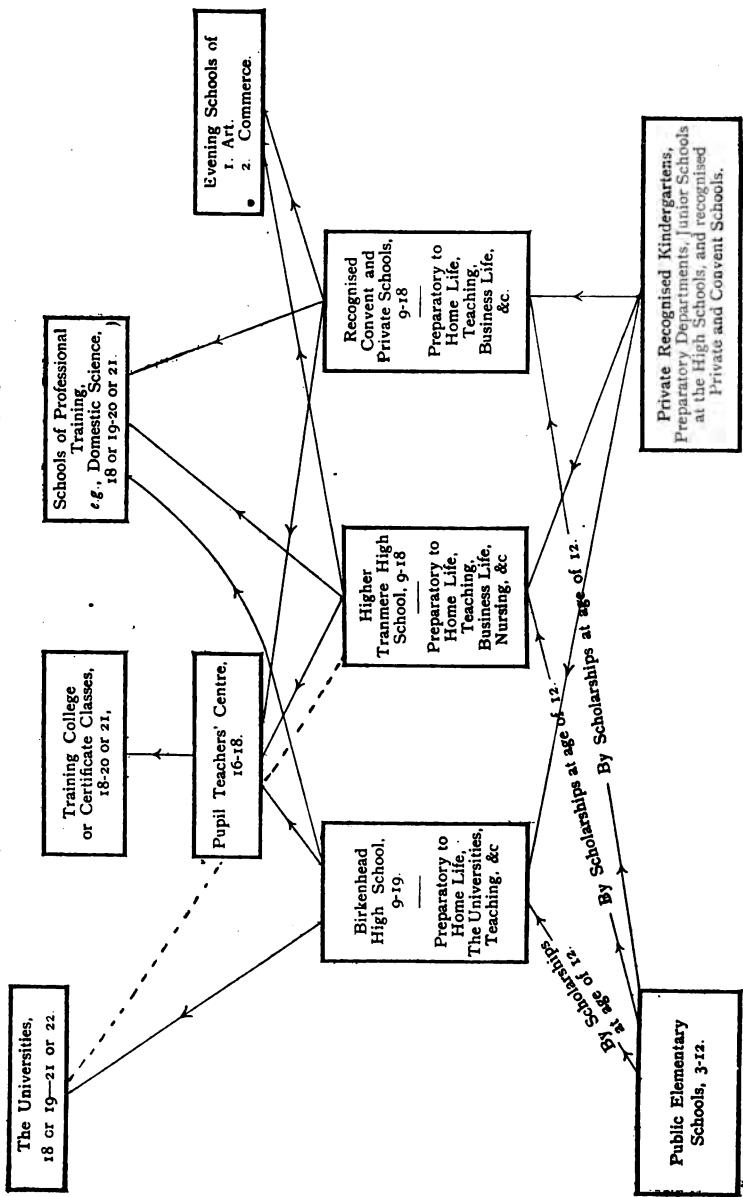 The Universities,
18 cr 19—21 or 22.
Training College
or Certificate Classes,
18-20 or 21,
Schools of Professional
Training,
e.g., Domestic Science,
18 or 19-20 or 21.
Evening Schools of
1. Art.
2. Commerce.
Pupil Teachers' Centre,
16-18.
Birkenhead
High School,
9-19.
Preparatory to
Home Life,
The Universities,
Teaching, &c
Higher
Tranmere High
School, 9-18
Preparatory to
Home Life,
Teaching,
Business Life,
Nursing, &c
Recognised
Convent and
Private Schools,
9-18
Preparatory to
Home Life,
Teaching,
Business Life,
&c.
By Scholarships
at age of 12.
By Scholarships at age of 12.
By Scholarships at age of 12.
Public Elementary
Schools, 3-12.
Private Recognised Kindergartens,
Preparatory Departments, Junior Schools
at the High Schools, and recognised
Private and Convent Schools.